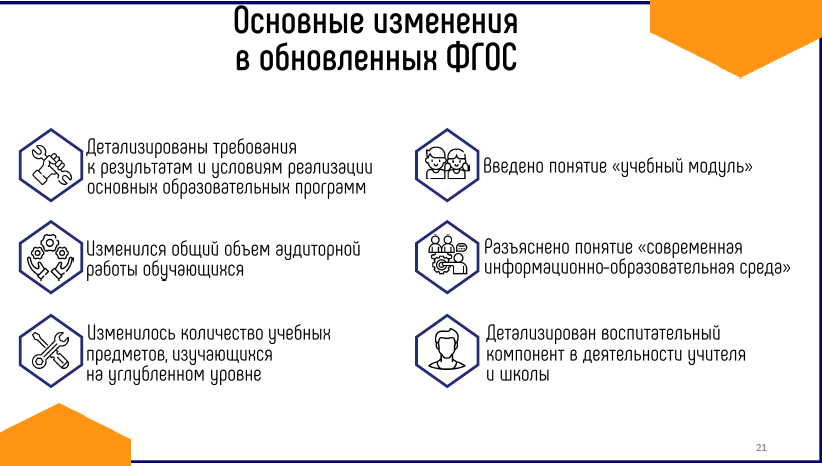 Основные изменения
в обновленных ФГОС
Детализированы требования
к результатам и условиям реализации
основных образовательных программ
Изменился общий объем аудиторной
работы обучающихся
Изменилось количество учебных
предметов, изучающихся
на углубленном уровне
Введено понятие «учебный модуль»
Разъяснено понятие «современная
информационно-образовательная среда»
Детализирован воспитательный
компонент в деятельности учителя
и школы
21